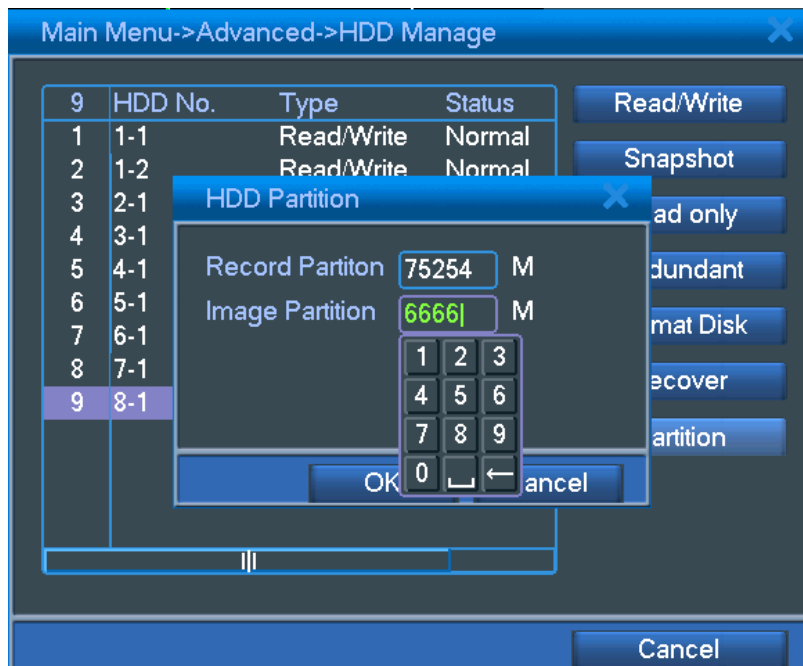 Main Menu->Advanced->HDD Manage
9 HDD No. Type Status
1 1-1 Read/Write Normal
2 1-2 Read/Write Normal
3 2-1
4 3-1
5 4-1
6 5-1
7 6-1
8 7-1
9 8-1
Read/Write
Snapshot
ad only
dundant
mat Disk
ecover
artition
HDD Partition
Record Partiton 75254 M
Image Partition 6666 M
1 2 3
4 5 6
7 8 9
0 ←
OK ancel
Cancel